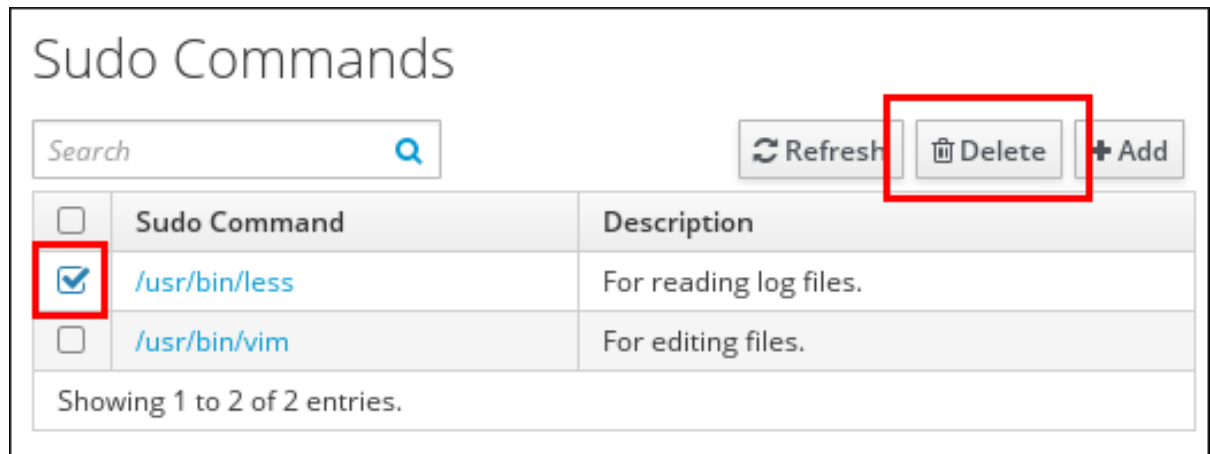 Sudo Commands
Search Refresh Delete Add
Sudo Command Description
/usr/bin/less For reading log files.
/usr/bin/vim For editing files.
Showing 1 to 2 of 2 entries.